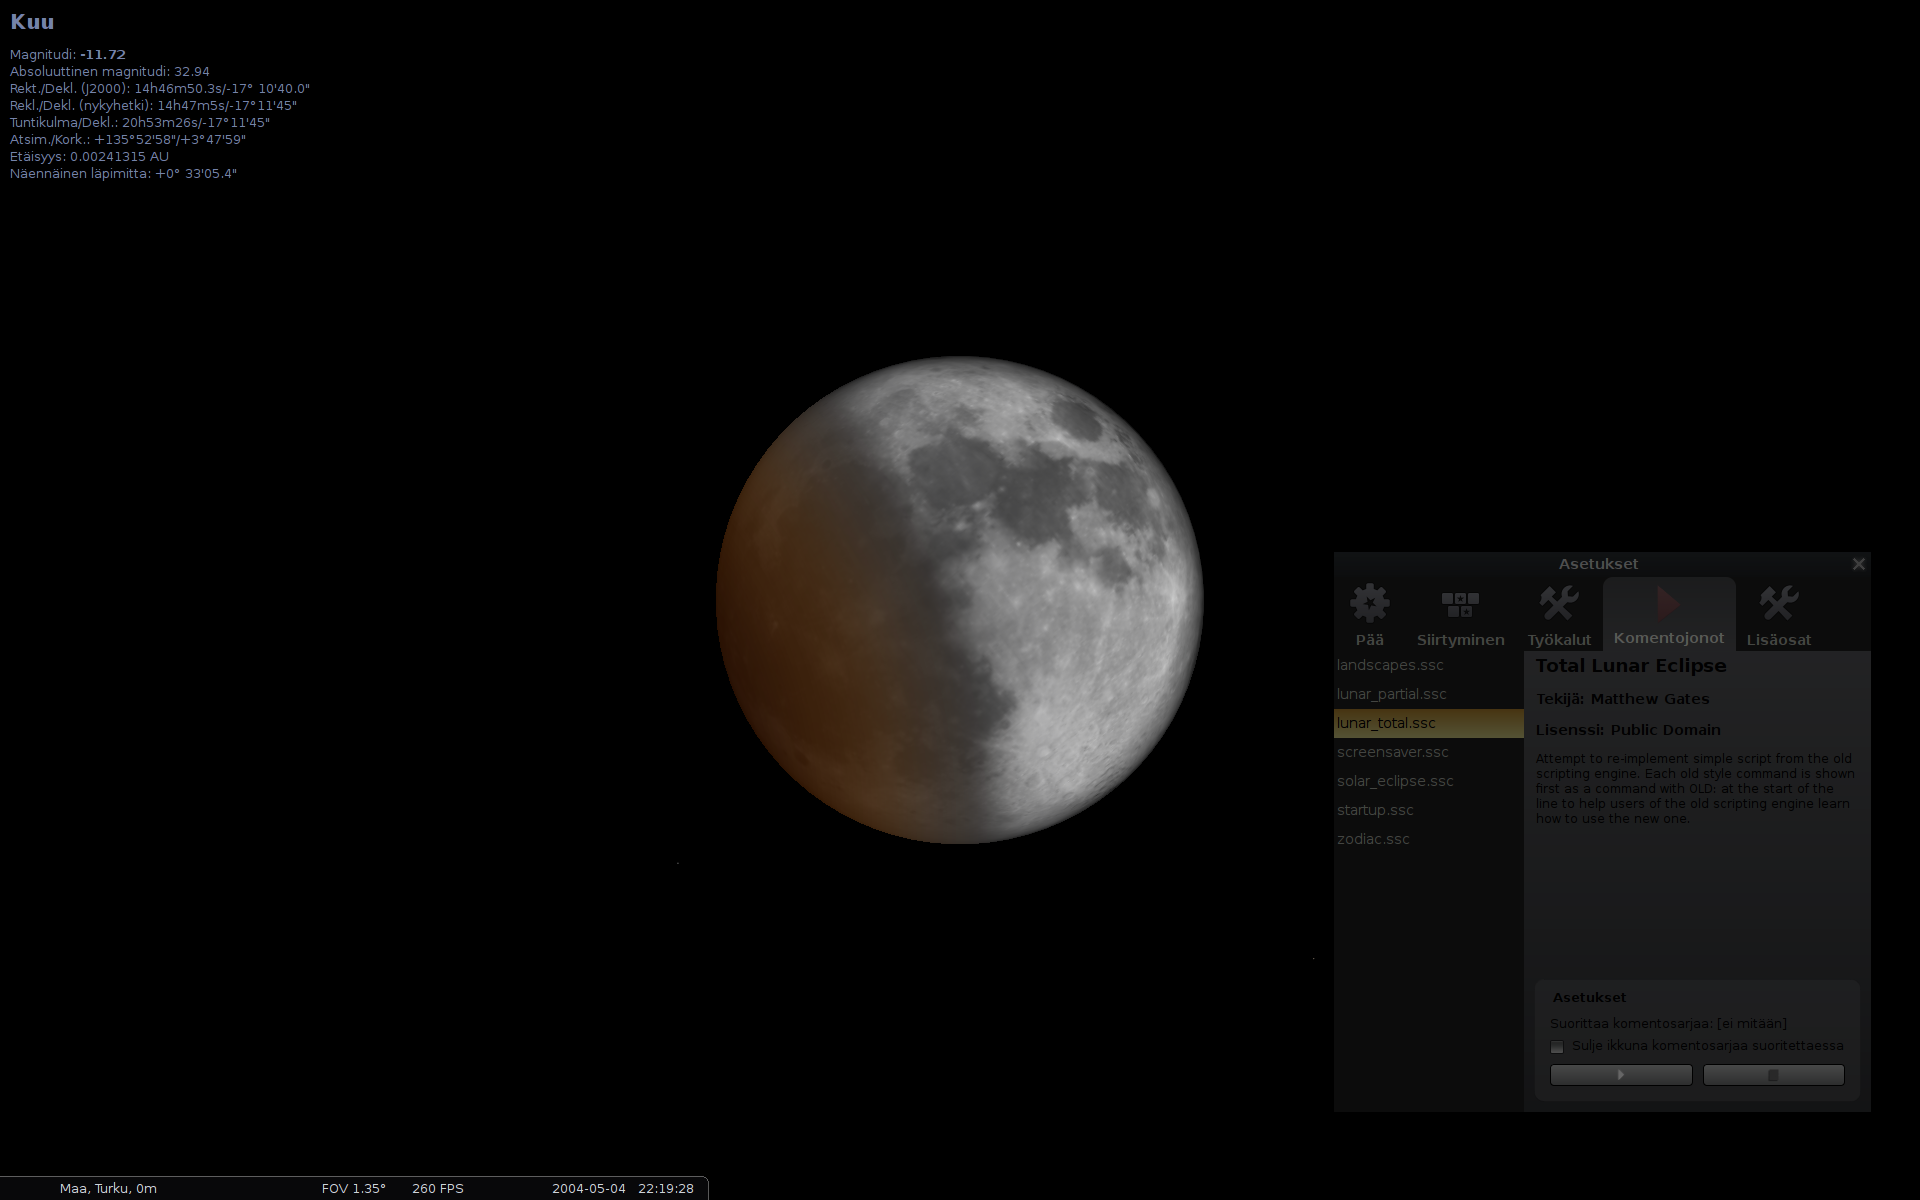 Kuu
Magnitudi: -11.72
Absoluuttinen magnitudi: 32.94
Rekt./Dekl. (J2000): 14h46m50.3s/-17° 10'40.0"
Rekl./Dekl. (nykyhetki): 14h47m5s/-17°11'45"
Tuntikulma/Dekl.: 20h53m26s/-17°11'45"
Atsim./Kork.: +135°52'58"/+3°47'59"
Etäisyys: 0.00241315 AU
Näennäinen läpimitta: +0° 33'05.4"
Asetukset
Pää Siirtyminen Työkalut Komentojonot Lisäosat
landscapes.ssc
lunar_partial.ssc
lunar_total.ssc
screensaver.ssc
solar_eclipse.ssc
startup.ssc
zodiac.ssc
Total Lunar Eclipse
Tekijä: Matthew Gates
Lisenssi: Public Domain
Attempt to re-implement simple script from the old
scripting engine. Each old style command is shown
first as a command with OLD: at the start of the
line to help users of the old scripting engine learn
how to use the new one.
Asetukset
Suorittaa komentosarjaa: [ei mitään]
Sulje ikkuna komentosarjaa suoritettaessa
Maa, Turku, 0m FOV 1.35° 260 FPS 2004-05-04 22:19:28